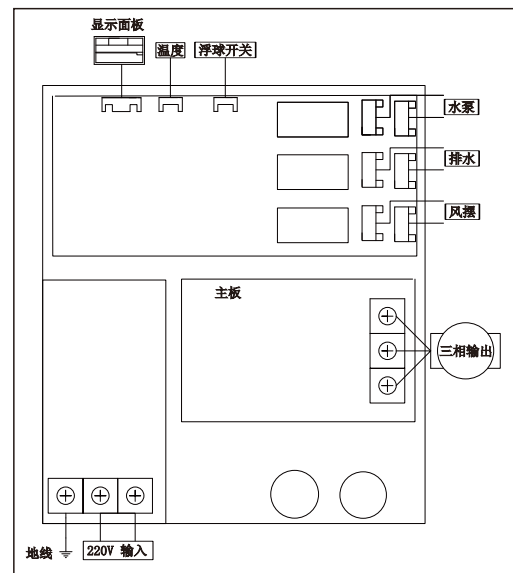 显示面板
温度 浮球开关
水泵
排水
风摆
主板
三相输出
地线 220V 输入